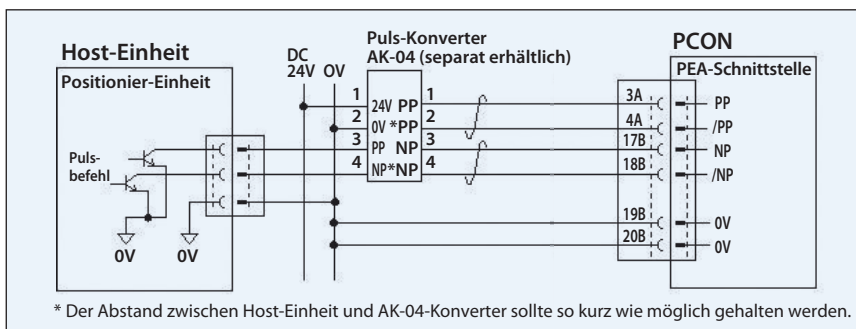 Host-Einheit
Positionier-Einheit
Puls-
befehl
0V
0V
DC
24V
0V
Puls-Konverter
AK-04 (separat erhältlich)
1
2
3
4
24V PP
0V *PP
PP NP
NP*NP
1
2
3
4
PCON
PEA-Schnittstelle
3A
4A
17B
18B
19B
20B
PP
/PP
NP
/NP
0V
0V
* Der Abstand zwischen Host-Einheit und AK-04-Konverter sollte so kurz wie möglich gehalten werden.